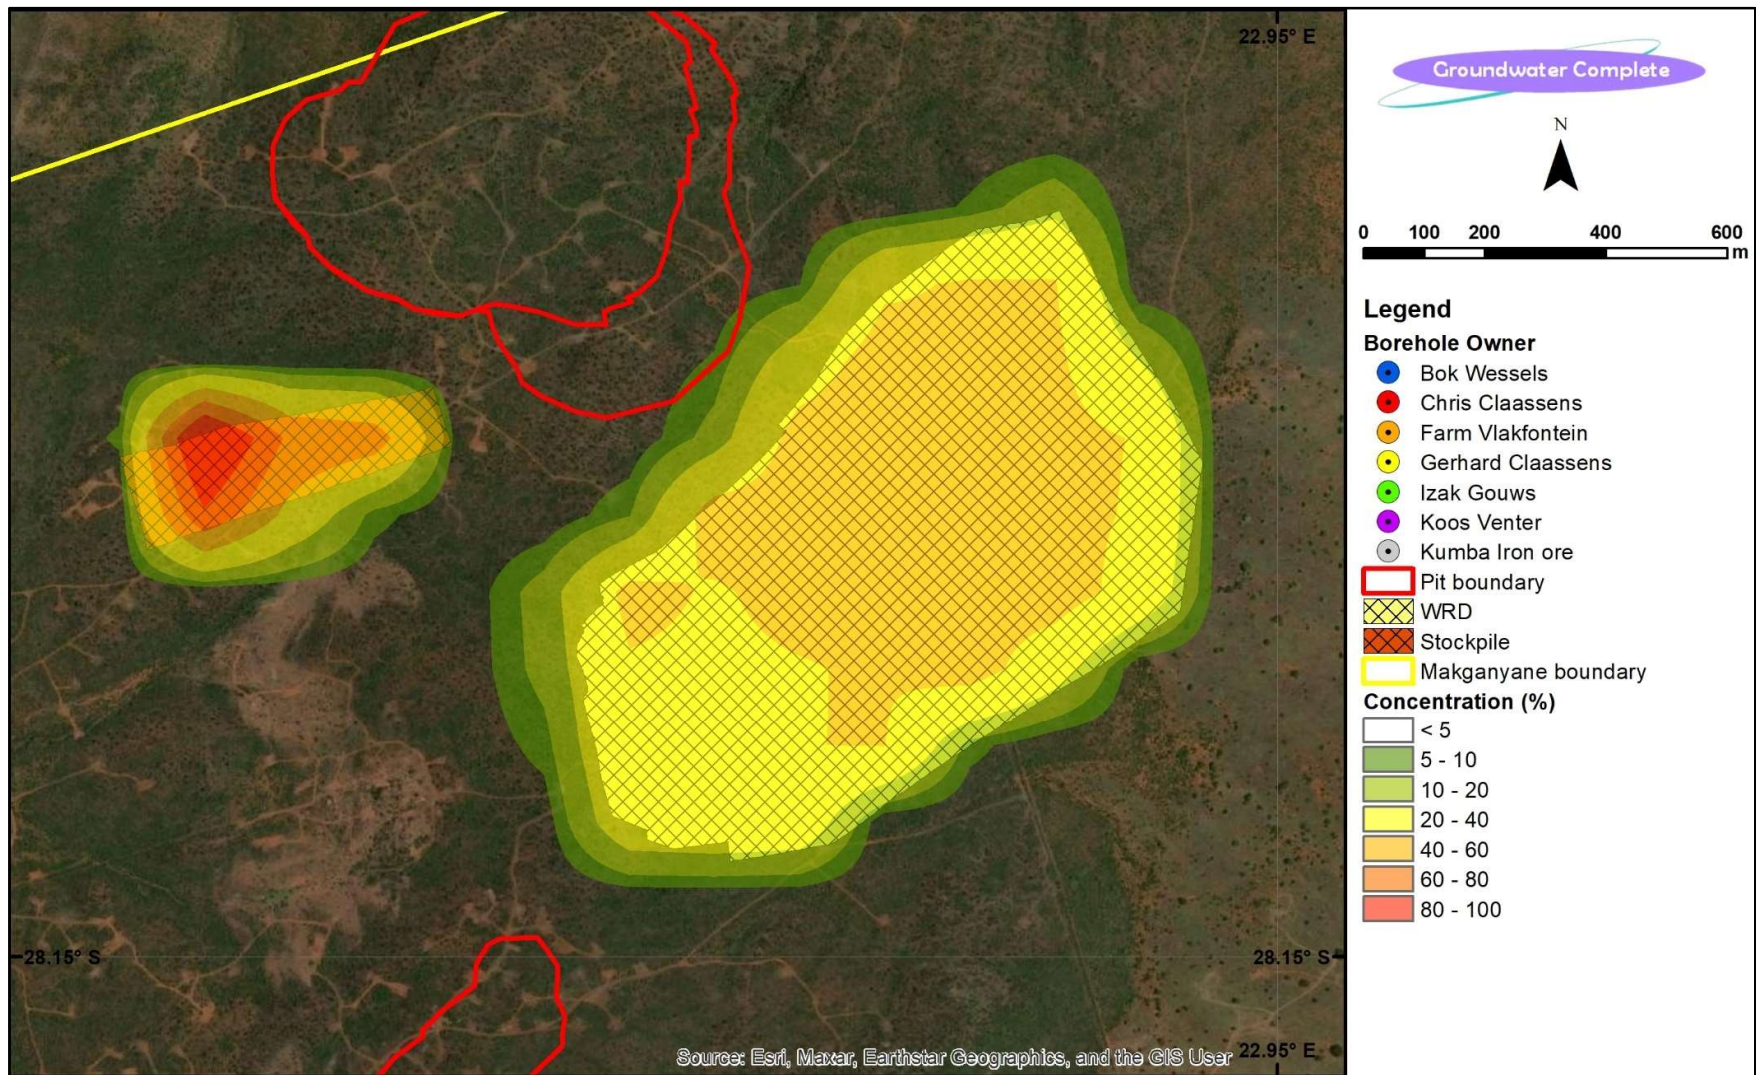 22.95° E
28.15° S
28.15° S
Source: Esri, Maxar, Earthstar Geographics, and the GIS User
22.95° E
Groundwater Complete
N
0 100 200 400 600
m
Legend
Borehole Owner
Bok Wessels
Chris Claassens
Farm Vlakfontein
Gerhard Claassens
Izak Gouws
Koos Venter
Kumba Iron ore
Pit boundary
WRD
Stockpile
Makganyane boundary
Concentration (%)
< 5
5 - 10
10 - 20
20 - 40
40 - 60
60 - 80
80 - 100